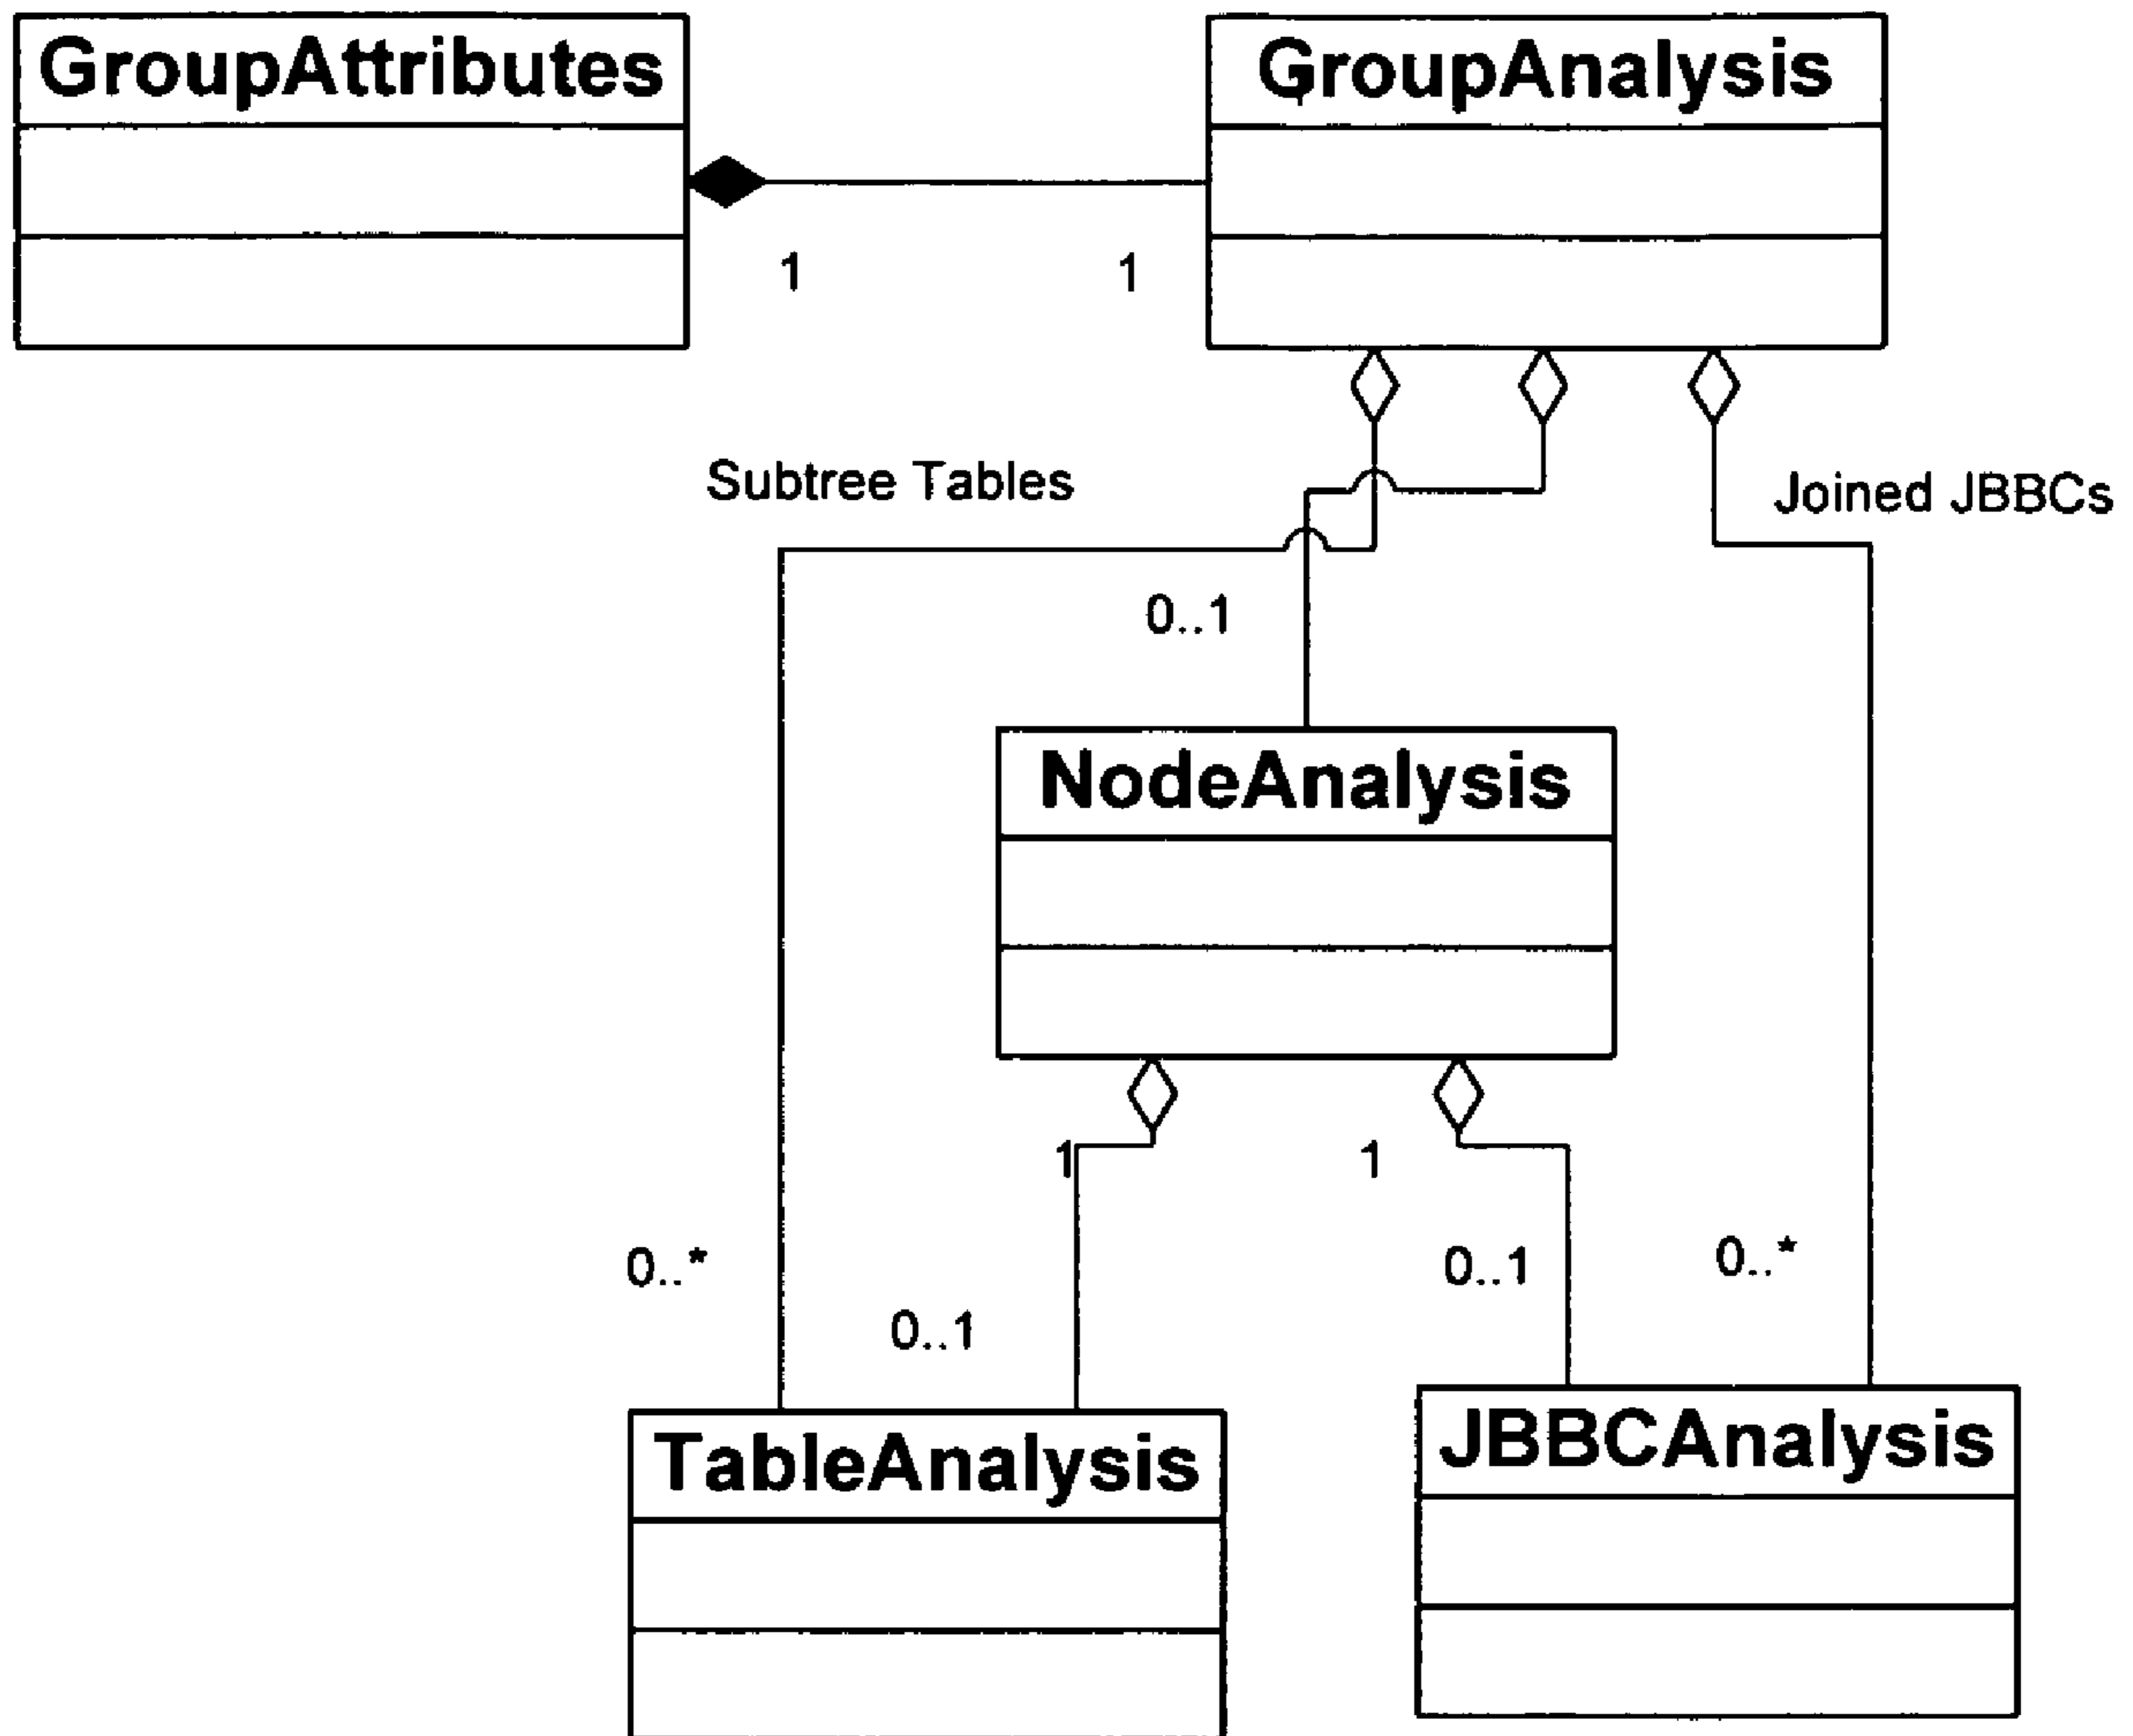 GroupAttributes
GroupAnalysis
1
1
Subtree Tables
Joined JBBCs
0..1
NodeAnalysis
1
1
0..*
0..1
0..1
0..*
TableAnalysis
JBBCAnalysis